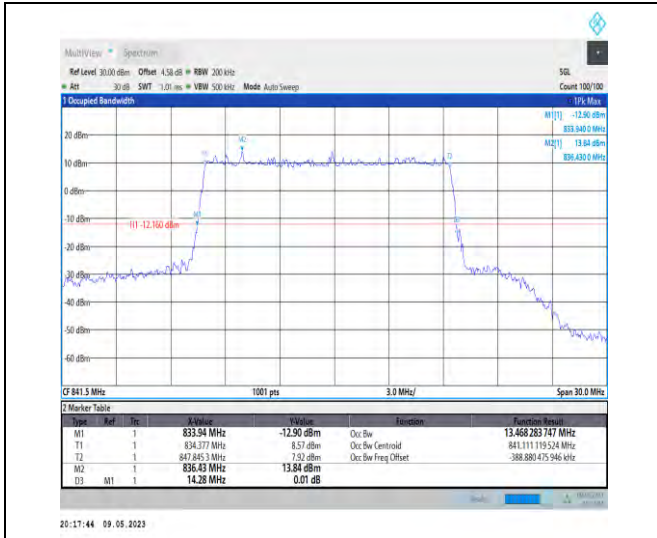 MultiView Spectrum
Ref Level 30.00 dBm Offset 4.58 dB RBW 200 kHz SGL
Att 30 dB SWT 1.01 ms VBW 500 kHz Mode Auto Sweep Count 100/100
1 Occupied Bandwidth 1Pk Max
M1[1] -12.90 dBm
833.940 0 MHz
M2[1] 13.84 dBm
836.430 0 MHz
20 dBm
M2
T1 T2
10 dBm
0 dBm
-10 dBm
M1
H1 -12.160 dBm
-20 dBm
-30 dBm
-40 dBm
-50 dBm
-60 dBm
CF 841.5 MHz 1001 pts 3.0 MHz/ Span 30.0 MHz
2 Marker Table
Type Ref Trc X-Value Y-Value Function Function Result
M1 1 833.94 MHz -12.90 dBm Occ Bw 13.468 283 747 MHz
T1 1 834.377 MHz 8.57 dBm Occ Bw Centroid 841.111 119 524 MHz
T2 1 847.845 3 MHz 7.92 dBm Occ Bw Freq Offset -388.880 475 946 kHz
M2 1 836.43 MHz 13.84 dBm
D3 M1 1 14.28 MHz 0.01 dB
20:17:44 09.05.2023